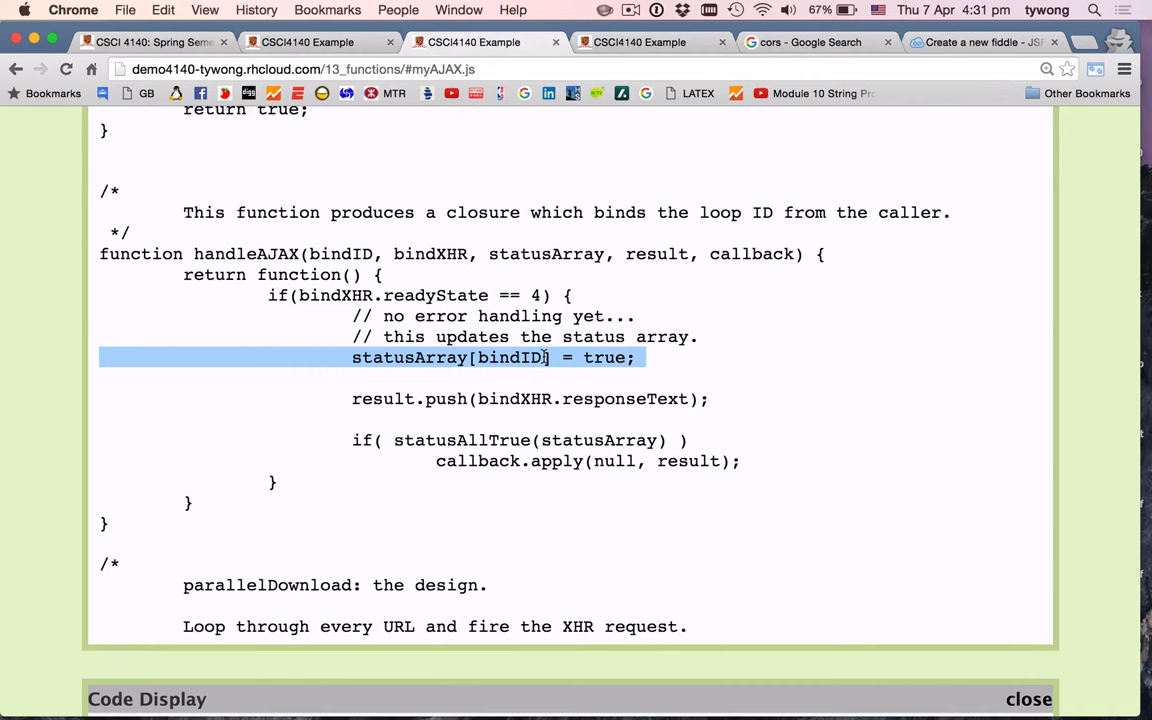 Chrome File Edit View History Bookmarks People Window Help 67% Thu 7 Apr 4:31 pm tywong
CSCI 4140: Spring Seme CSCI4140 Example CSCI4140 Example CSCI4140 Example cors - Google Search Create a new fiddle - JSF
demo4140-tywong.rhcloud.com/13_functions/#myAJAX.js
Bookmarks GB MTR LATEX Module 10 String Pr Other Bookmarks
return true;
}
/*
This function produces a closure which binds the loop ID from the caller.
*/
function handleAJAX(bindID, bindXHR, statusArray, result, callback) {
return function() {
if(bindXHR.readyState == 4) {
// no error handling yet...
// this updates the status array.
statusArray[bindID] = true;
result.push(bindXHR.responseText);
if( statusAllTrue(statusArray) )
callback.apply(null, result);
}
}
}
/*
parallelDownload: the design.
Loop through every URL and fire the XHR request.
Code Display close